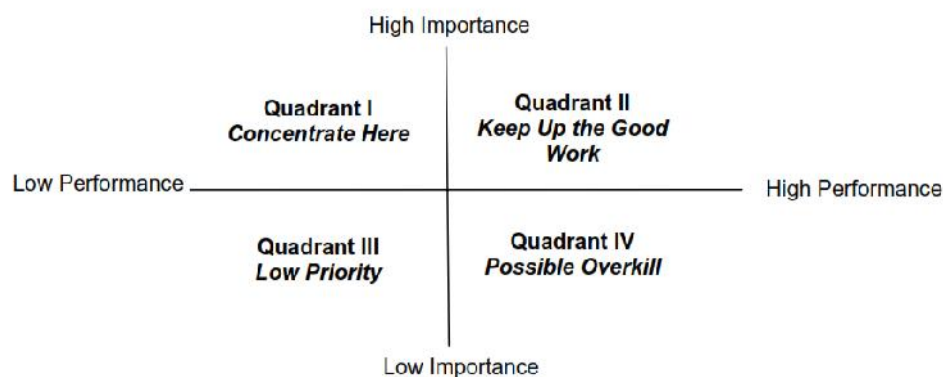 High Importance
Quadrant I
Concentrate Here
Quadrant II
Keep Up the Good
Work
Low Performance
High Performance
Quadrant III
Low Priority
Quadrant IV
Possible Overkill
Low Importance